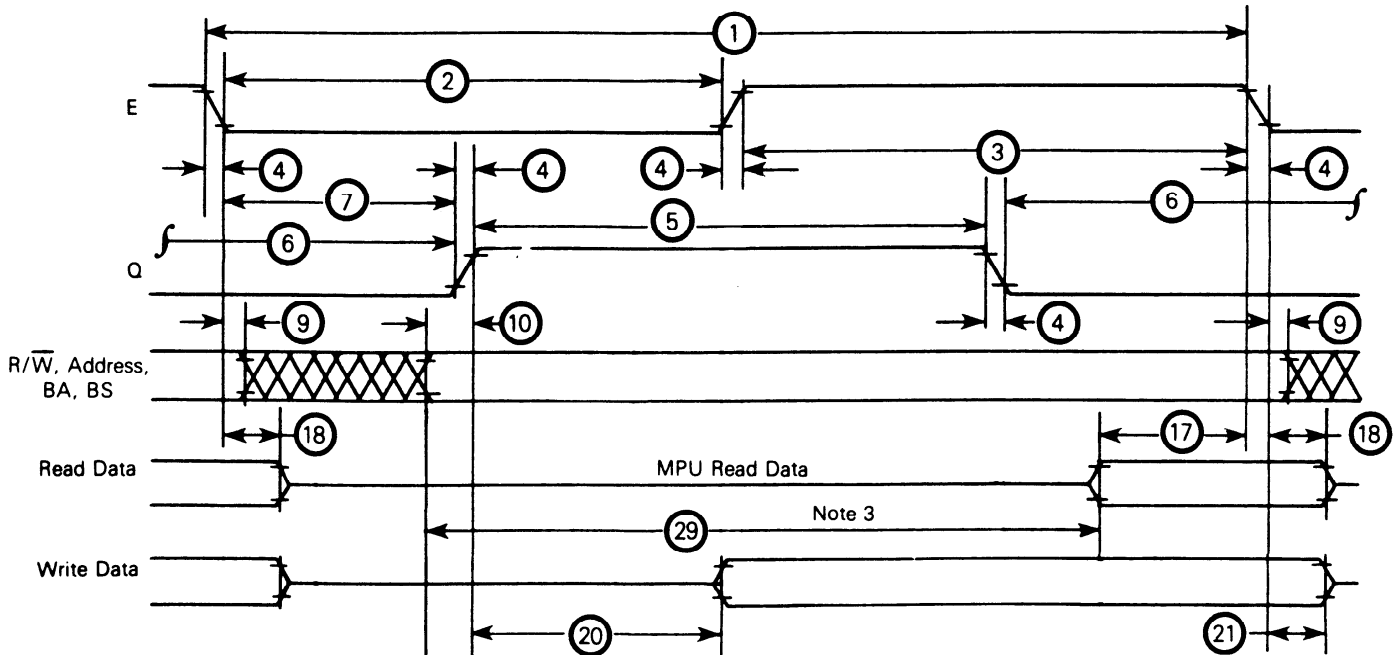 1
2
E
3
4
4
4
4
7
5
6
6
Q
9
10
4
9
R/W̅, Address,
BA, BS
18
17
18
Read Data
MPU Read Data
Note 3
29
Write Data
20
21